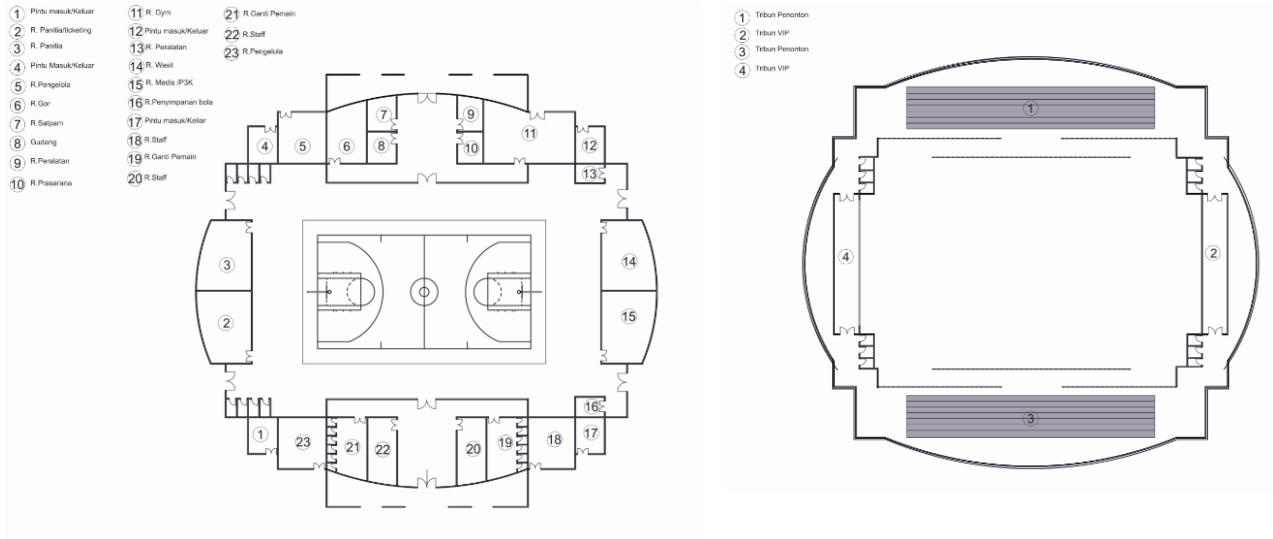 1 Pintu masuk/Keluar
2 R. Panitia/ticketing
3 R. Panitia
4 Pintu Masuk/Keluar
5 R.Pengelola
6 R.Gor
7 R.Satpam
8 Gudang
9 R.Peralatan
10 R.Prasarana
11 R. Gym
12 Pintu masuk/Keluar
13 R. Peralatan
14 R. Wasit
15 R. Medis /P3K
16 R.Penyimpanan bola
17 Pintu masuk/Keliar
18 R.Staff
19 R.Ganti Pemain
20 R.Staff
21 R.Ganti Pemain
22 R.Staff
23 R.Pengelola
7 9
4 5 6 8 10 11 12
13
3 14
2 15
16
1 23 21 22 20 19 18 17
1 Tribun Penonton
2 Tribun VIP
3 Tribun Penonton
4 Tribun VIP
1
4 2
3